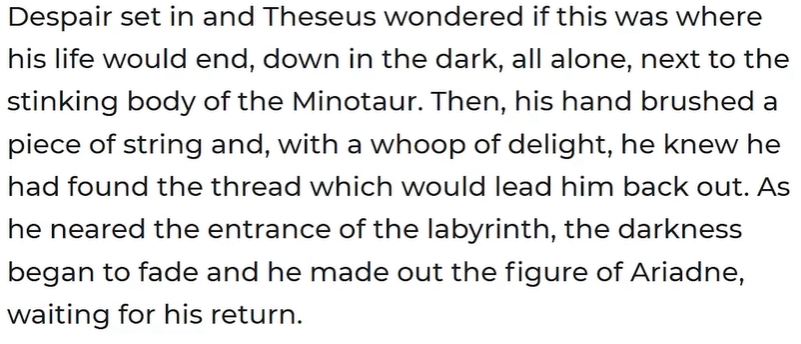 Despair set in and Theseus wondered if this was where
his life would end, down in the dark, all alone, next to the
stinking body of the Minotaur. Then, his hand brushed a
piece of string and, with a whoop of delight, he knew he
had found the thread which would lead him back out. As
he neared the entrance of the labyrinth, the darkness
began to fade and he made out the figure of Ariadne,
waiting for his return.